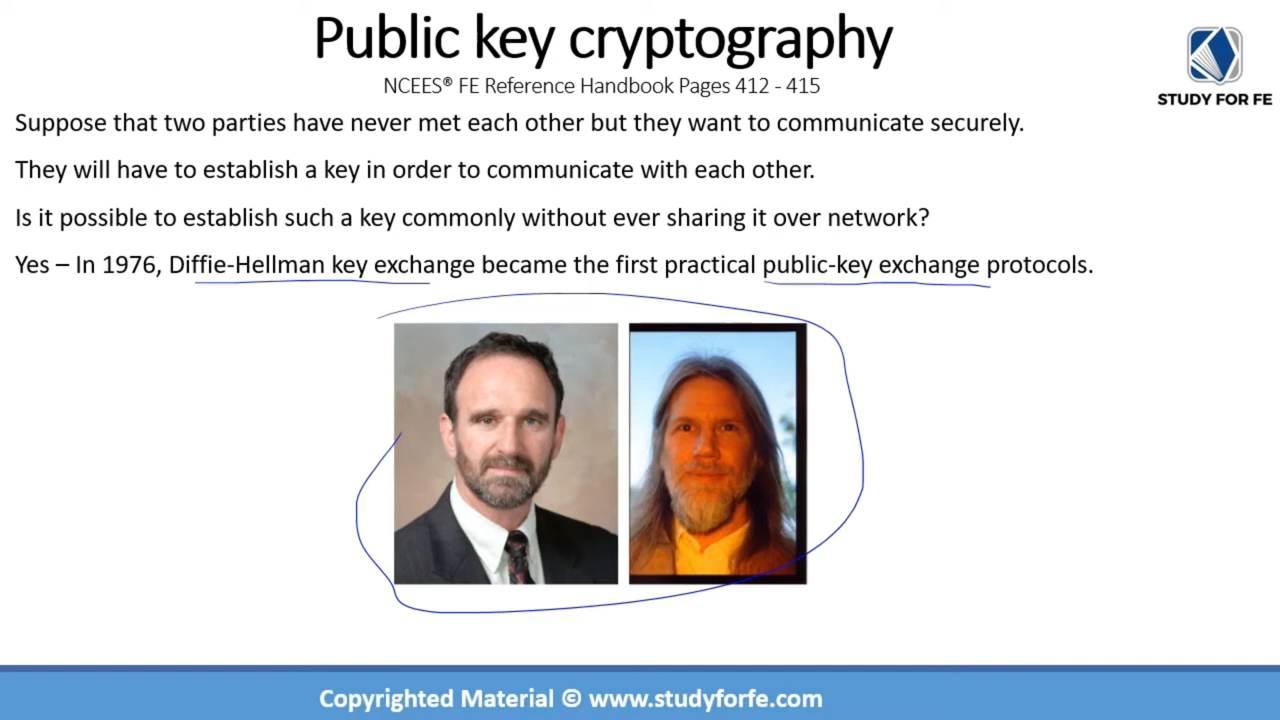 Public key cryptography
NCEES® FE Reference Handbook Pages 412 - 415
STUDY FOR FE
Suppose that two parties have never met each other but they want to communicate securely.
They will have to establish a key in order to communicate with each other.
Is it possible to establish such a key commonly without ever sharing it over network?
Yes – In 1976, Diffie-Hellman key exchange became the first practical public-key exchange protocols.
Copyrighted Material © www.studyforfe.com